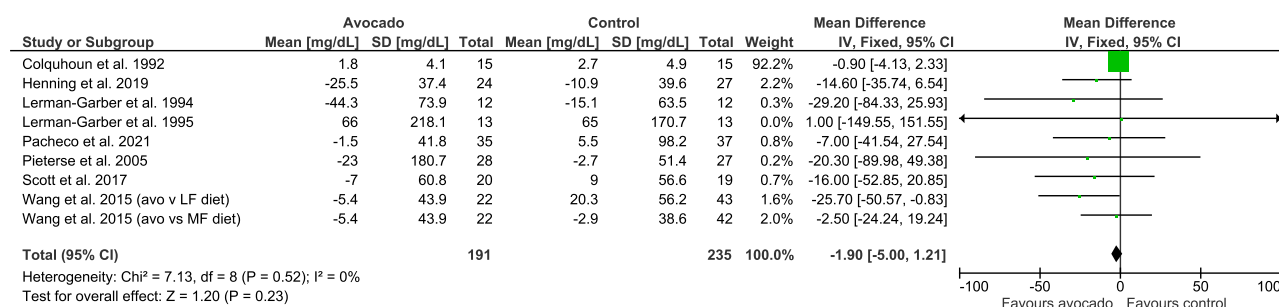 Avocado Control Mean Difference Mean Difference
Study or Subgroup Mean [mg/dL] SD [mg/dL] Total Mean [mg/dL] SD [mg/dL] Total Weight IV, Fixed, 95% CI IV, Fixed, 95% CI
Colquhoun et al. 1992 1.8 4.1 15 2.7 4.9 15 92.2% -0.90 [-4.13, 2.33]
Henning et al. 2019 -25.5 37.4 24 -10.9 39.6 27 2.2% -14.60 [-35.74, 6.54]
Lerman-Garber et al. 1994 -44.3 73.9 12 -15.1 63.5 12 0.3% -29.20 [-84.33, 25.93]
Lerman-Garber et al. 1995 66 218.1 13 65 170.7 13 0.0% 1.00 [-149.55, 151.55]
Pacheco et al. 2021 -1.5 41.8 35 5.5 98.2 37 0.8% -7.00 [-41.54, 27.54]
Pieterse et al. 2005 -23 180.7 28 -2.7 51.4 27 0.2% -20.30 [-89.98, 49.38]
Scott et al. 2017 -7 60.8 20 9 56.6 19 0.7% -16.00 [-52.85, 20.85]
Wang et al. 2015 (avo v LF diet) -5.4 43.9 22 20.3 56.2 43 1.6% -25.70 [-50.57, -0.83]
Wang et al. 2015 (avo vs MF diet) -5.4 43.9 22 -2.9 38.6 42 2.0% -2.50 [-24.24, 19.24]
Total (95% CI) 191 235 100.0% -1.90 [-5.00, 1.21]
Heterogeneity: Chi² = 7.13, df = 8 (P = 0.52); I² = 0%
Test for overall effect: Z = 1.20 (P = 0.23)
-100 -50 0 50 100
Favours avocado Favours control